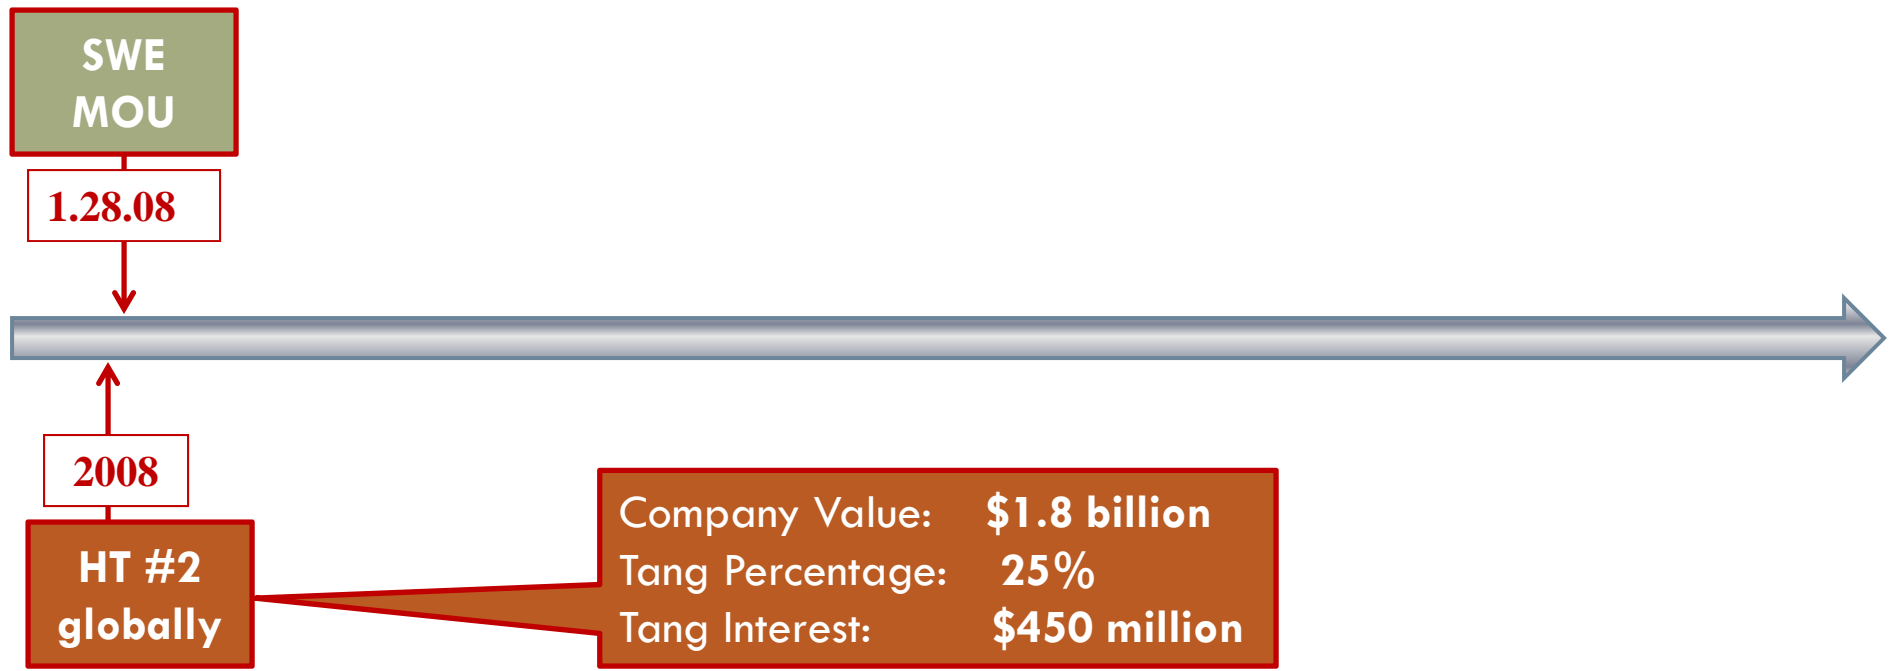 SWE
MOU
1.28.08
2008
HT #2
globally
Company Value: $1.8 billion
Tang Percentage: 25%
Tang Interest: $450 million